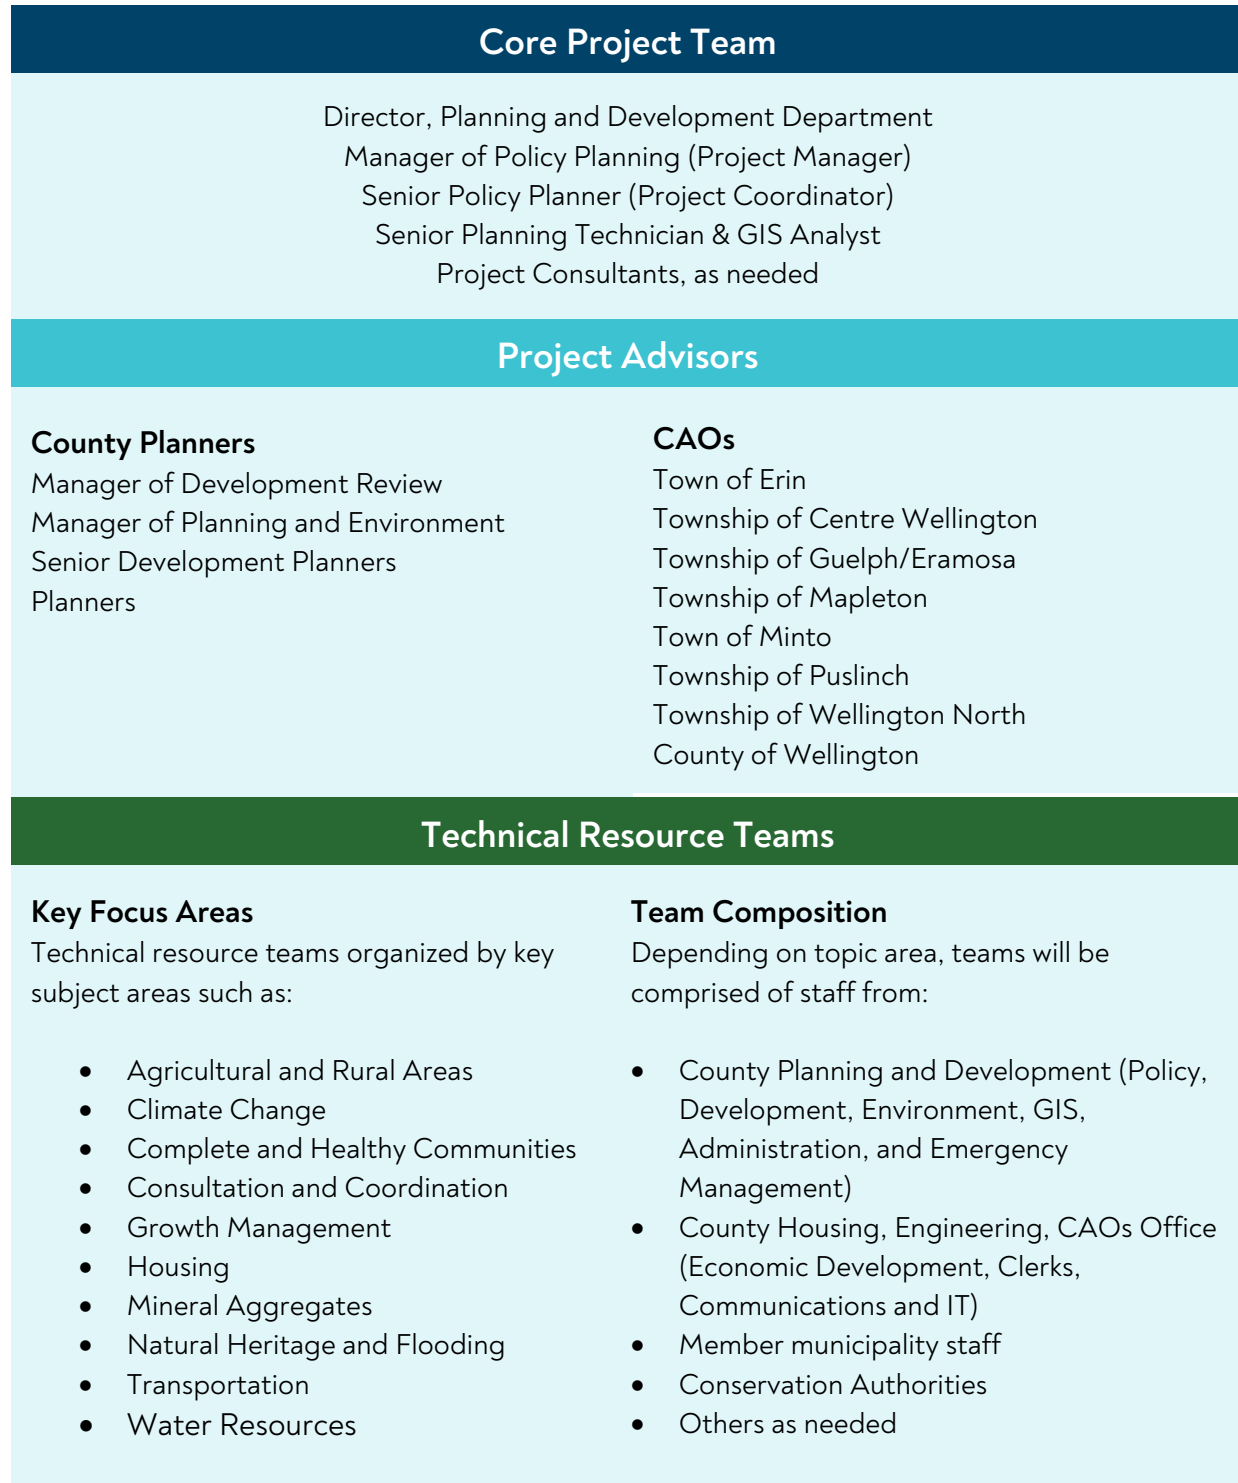 Core Project Team
Director, Planning and Development Department
Manager of Policy Planning (Project Manager)
Senior Policy Planner (Project Coordinator)
Senior Planning Technician & GIS Analyst
Project Consultants, as needed
Project Advisors
County Planners
Manager of Development Review
Manager of Planning and Environment
Senior Development Planners
Planners
CAOs
Town of Erin
Township of Centre Wellington
Township of Guelph/Eramosa
Township of Mapleton
Town of Minto
Township of Puslinch
Township of Wellington North
County of Wellington
Technical Resource Teams
Key Focus Areas
Technical resource teams organized by key
subject areas such as:
• Agricultural and Rural Areas
• Climate Change
• Complete and Healthy Communities
• Consultation and Coordination
• Growth Management
• Housing
• Mineral Aggregates
• Natural Heritage and Flooding
• Transportation
• Water Resources
Team Composition
Depending on topic area, teams will be
comprised of staff from:
• County Planning and Development (Policy,
Development, Environment, GIS,
Administration, and Emergency
Management)
• County Housing, Engineering, CAOs Office
(Economic Development, Clerks,
Communications and IT)
• Member municipality staff
• Conservation Authorities
• Others as needed